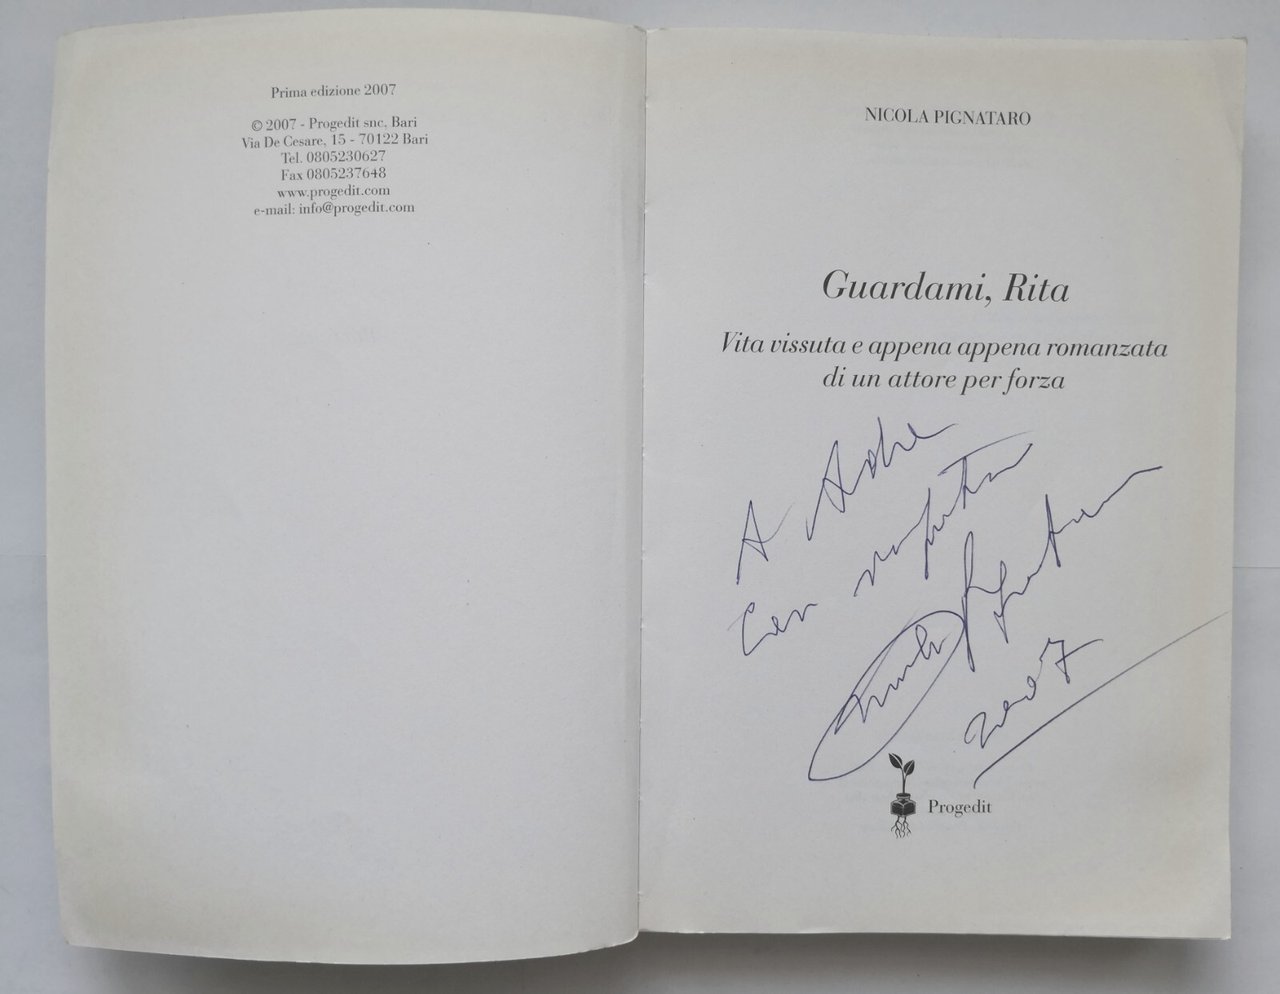 Prima edizione 2007
© 2007 - Progedit snc, Bari
Via De Cesare, 15 - 70122 Bari
Tel. 0805230627
Fax 0805237648
www.progedit.com
e-mail: info@progedit.com
NICOLA PIGNATARO
Guardami, Rita
Vita vissuta e appena appena romanzata
di un attore per forza
A
Con
2007
Progedit